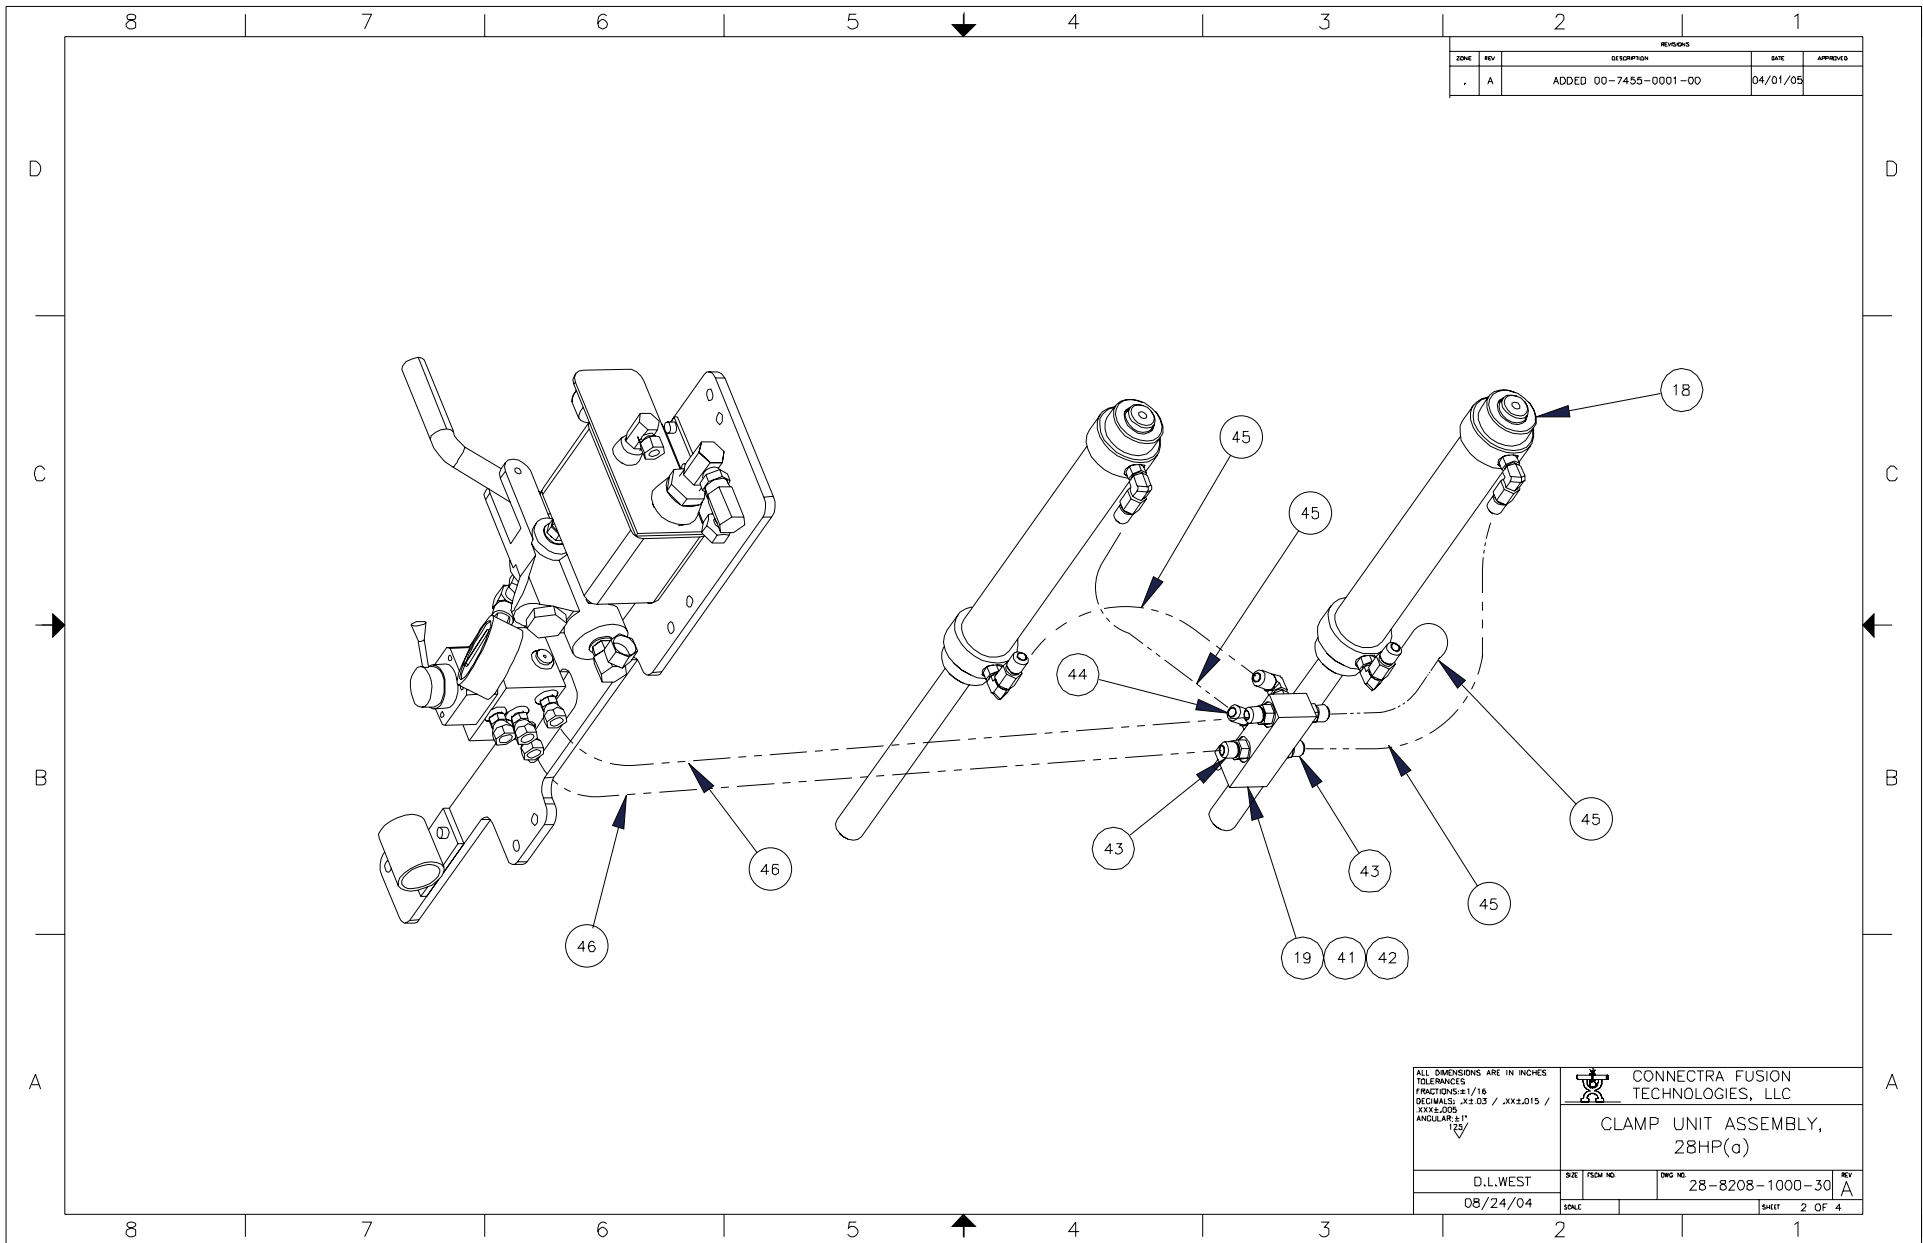 8 7 6 5 4 3 2 1
REVISIONS
ZONE REV DESCRIPTION DATE APPROVED
. A ADDED 00-7455-0001-00 04/01/05
D D
18
45
C C
45
44
45
B B
43 46 43
45
46
19 41 42
A A
ALL DIMENSIONS ARE IN INCHES
TOLERANCES
FRACTIONS:±1/16
DECIMALS: .X±.03 / .XX±.015 /
.XXX±.005
ANGULAR:±1°
125/
CONNECTRA FUSION
TECHNOLOGIES, LLC
CLAMP UNIT ASSEMBLY,
28HP(a)
D.L.WEST
08/24/04
SIZE FSCM NO. DWG NO. 28-8208-1000-30 REV A
SCALE SHEET 2 OF 4
8 7 6 5 4 3 2 1